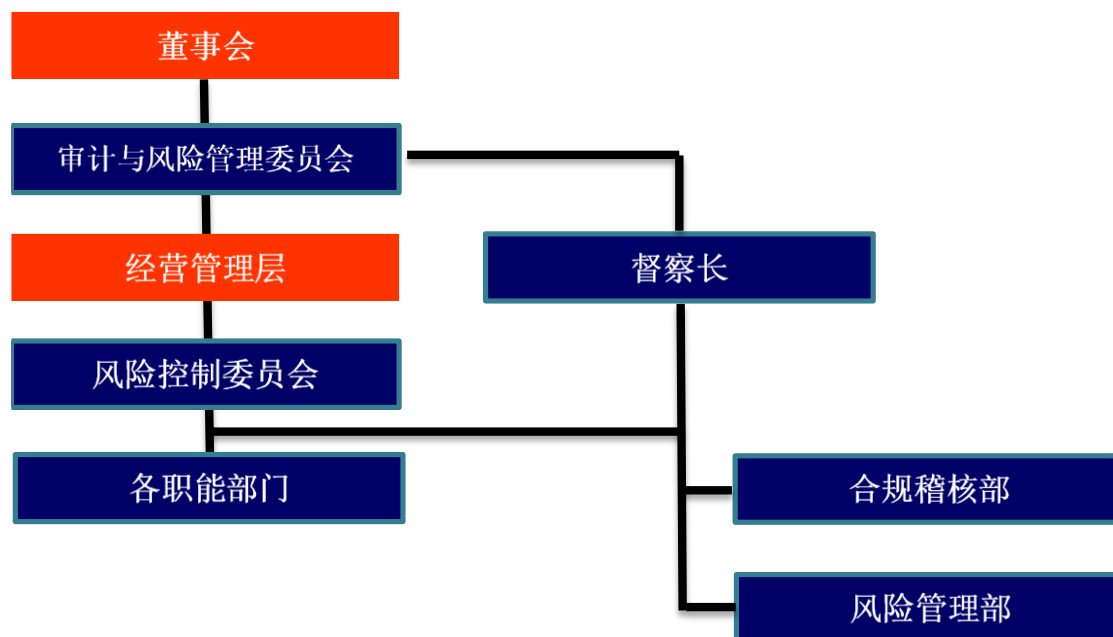 董事会
审计与风险管理委员会
经营管理层
督察长
风险控制委员会
各职能部门
合规稽核部
风险管理部